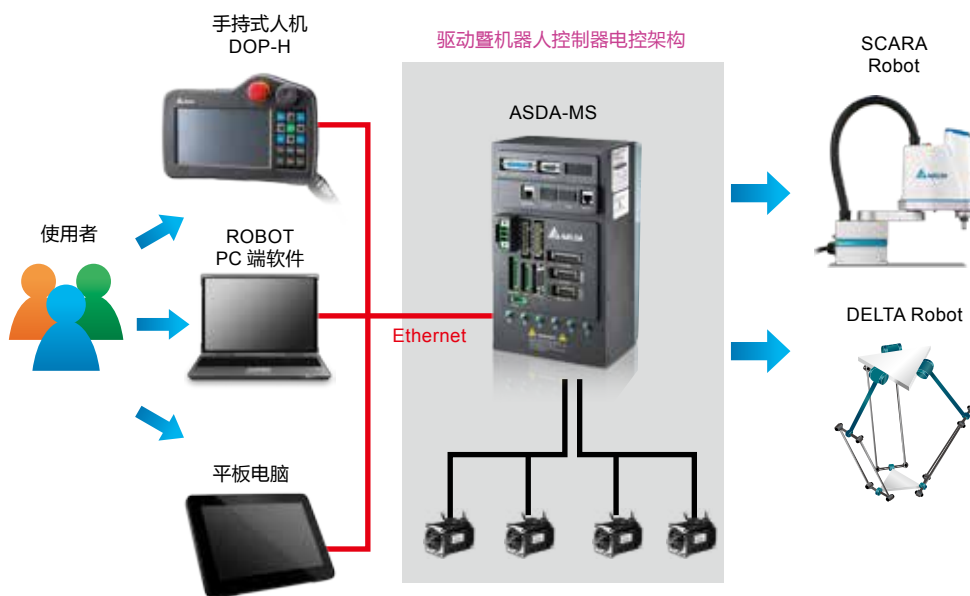 手持式人机
DOP-H
驱动暨机器人控制器电控架构
SCARA
Robot
ASDA-MS
使用者
ROBOT
PC 端软件
Ethernet
DELTA Robot
平板电脑